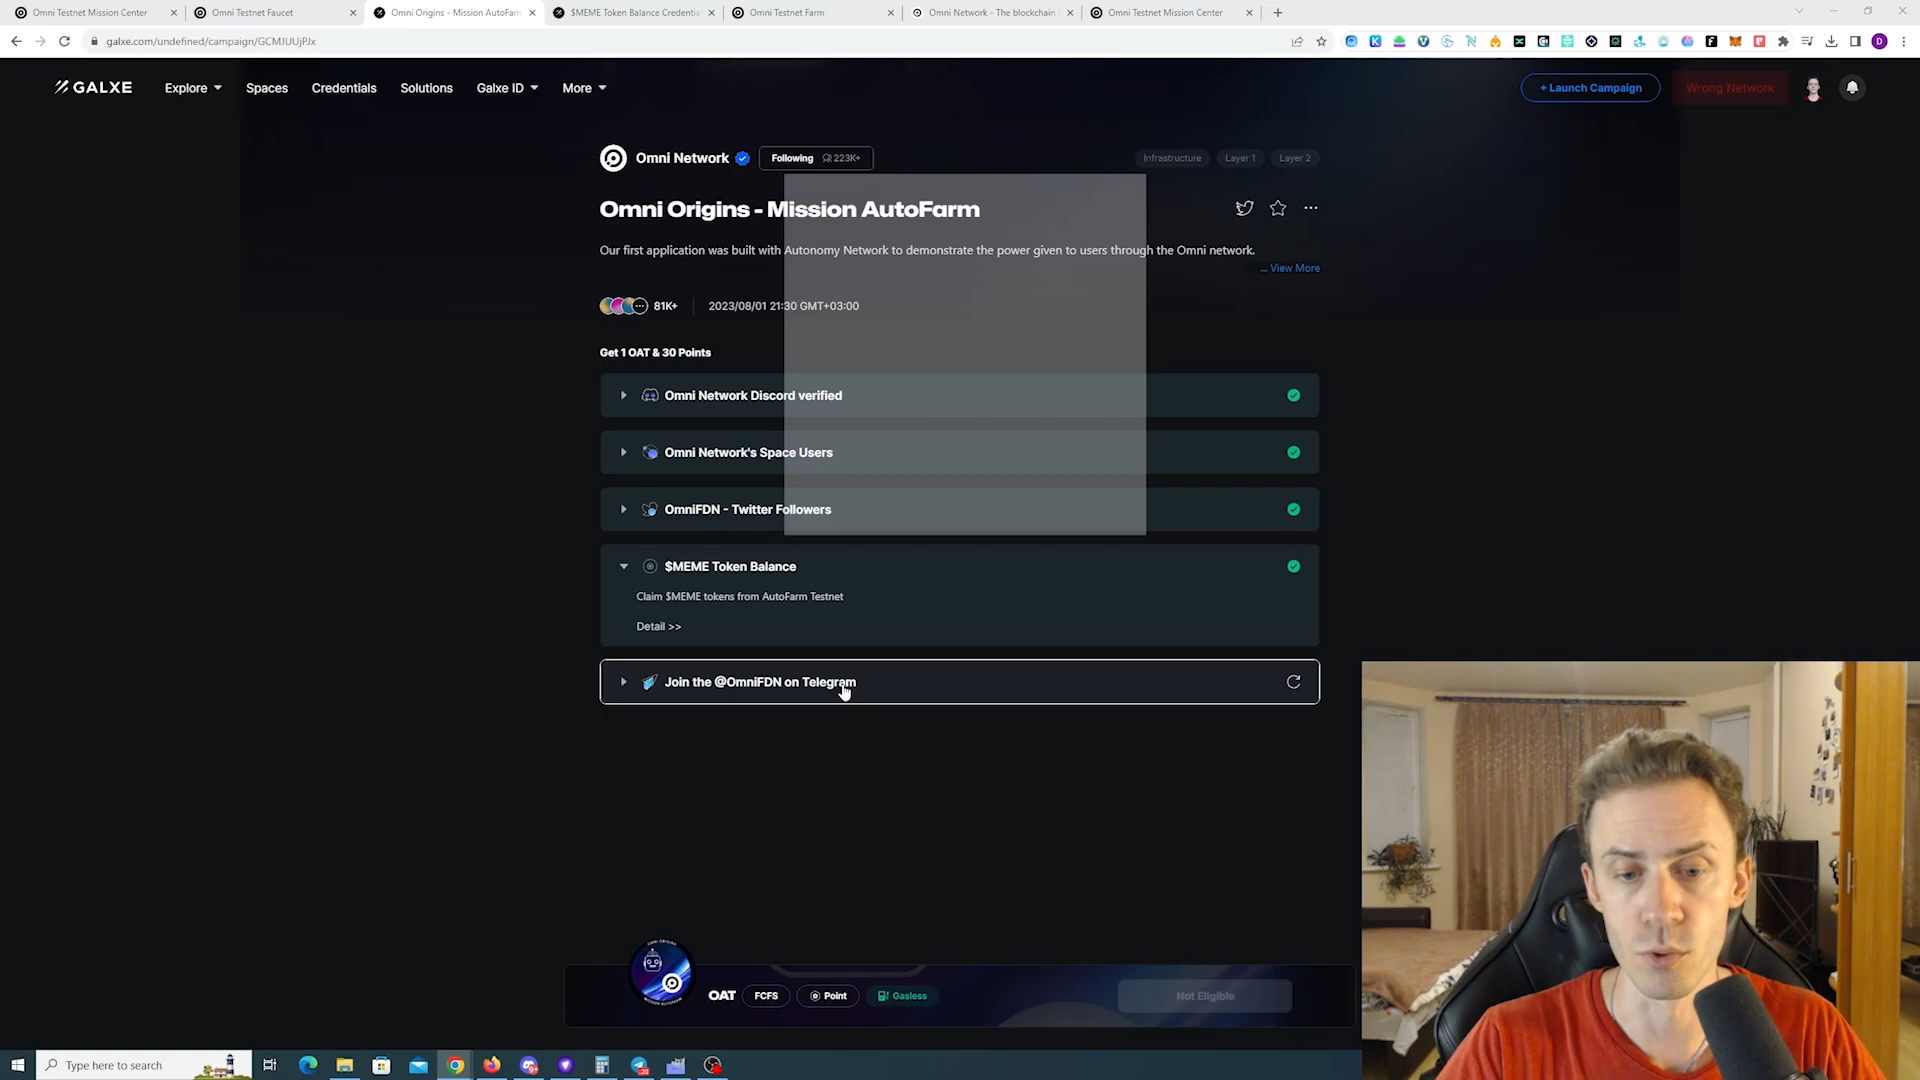 Omni Testnet Mission Center
Omni Testnet Faucet
Omni Origins - Mission AutoFarm
$MEME Token Balance Credential
Omni Testnet Farm
Omni Network - The blockchain
Omni Testnet Mission Center
galxe.com/undefined/campaign/GCMJUUjPJx
GALXE
Explore
Spaces
Credentials
Solutions
Galxe ID
More
+ Launch Campaign
Wrong Network
Omni Network
Following
223K+
Infrastructure
Layer 1
Layer 2
Omni Origins - Mission AutoFarm
Our first application was built with Autonomy Network to demonstrate the power given to users through the Omni network.
... View More
81K+
2023/08/01 21:30 GMT+03:00
Get 1 OAT & 30 Points
Omni Network Discord verified
Omni Network's Space Users
OmniFDN - Twitter Followers
$MEME Token Balance
Claim $MEME tokens from AutoFarm Testnet
Detail >>
Join the @OmniFDN on Telegram
OMNI ORIGINS
MISSION AUTOFARM
OAT
FCFS
Point
Gasless
Not Eligible
Type here to search